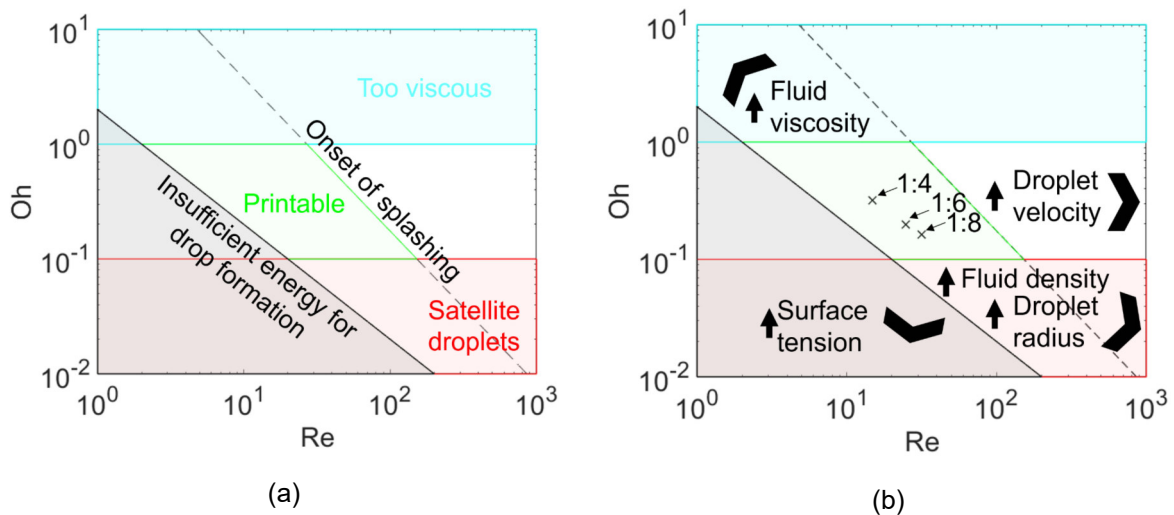 10^1
10^0
10^-1
10^-2
Oh
10^0
10^1
10^2
10^3
Re
Too viscous
Onset of splashing
Printable
Insufficient energy for
drop formation
Satellite
droplets
(a)
10^1
10^0
10^-1
10^-2
Oh
10^0
10^1
10^2
10^3
Re
Fluid
viscosity
1:4
1:6
1:8
Droplet
velocity
Fluid density
Droplet
radius
Surface
tension
(b)